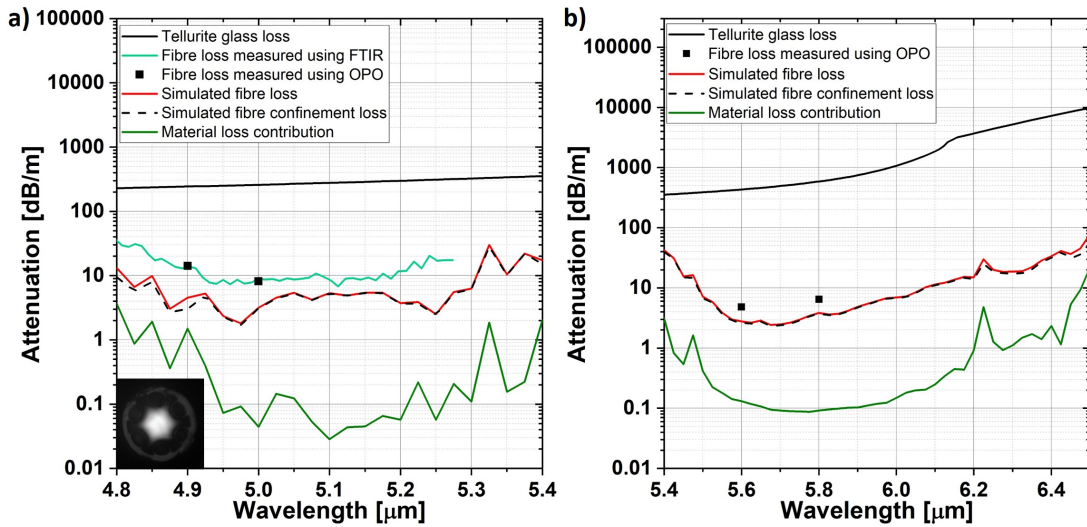 a)
100000
10000
1000
100
10
1
0.1
0.01
Attenuation [dB/m]
Tellurite glass loss
Fibre loss measured using FTIR
Fibre loss measured using OPO
Simulated fibre loss
Simulated fibre confinement loss
Material loss contribution
4.8 4.9 5.0 5.1 5.2 5.3 5.4
Wavelength [μm]
b)
100000
10000
1000
100
10
1
0.1
0.01
Attenuation [dB/m]
Tellurite glass loss
Fibre loss measured using OPO
Simulated fibre loss
Simulated fibre confinement loss
Material loss contribution
5.4 5.6 5.8 6.0 6.2 6.4
Wavelength [μm]